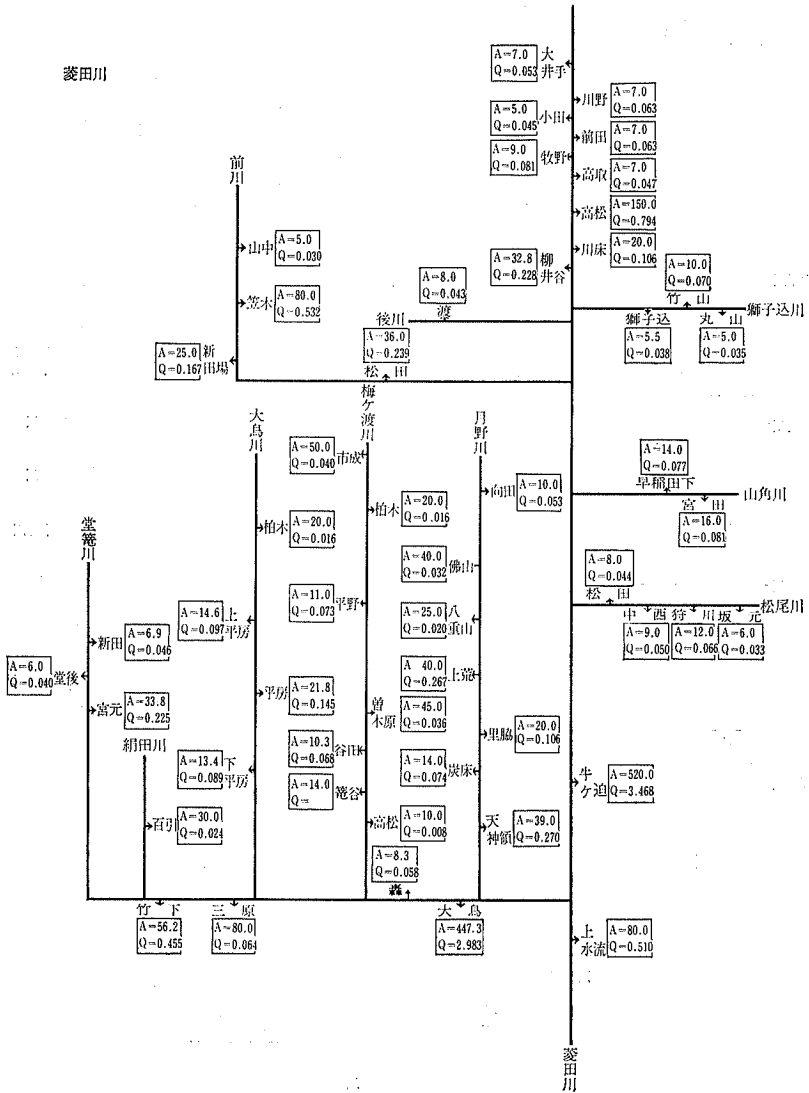 菱田川
大井手
A=7.0
Q=0.053
川野
A=7.0
Q=0.063
小田
A=5.0
Q=0.045
前田
A=7.0
Q=0.063
牧野
A=9.0
Q=0.081
高取
A=7.0
Q=0.047
高松
A=150.0
Q=0.794
川床
A=20.0
Q=0.106
柳井谷
A=32.8
Q=0.228
前川
山中
A=5.0
Q=0.030
笠木
A=80.0
Q=0.532
新田場
A=25.0
Q=0.167
A=8.0
Q=0.043
渡
後川
A=36.0
Q=0.239
松田
A=10.0
Q=0.070
竹山
獅子込川
獅子込
A=5.5
Q=0.038
丸山
A=5.0
Q=0.035
A=14.0
Q=0.077
早稲田下
山角川
宮田
A=16.0
Q=0.081
A=8.0
Q=0.044
松田
松尾川
中西
A=9.0
Q=0.050
狩川
A=12.0
Q=0.066
坂元
A=6.0
Q=0.033
牛ケ迫
A=520.0
Q=3.468
上水流
A=80.0
Q=0.510
菱田川
月野川
向田
A=10.0
Q=0.053
佛山
A=40.0
Q=0.032
八重山
A=25.0
Q=0.020
A 40.0
Q=0.267
里脇
A=20.0
Q=0.106
炭床
A=14.0
Q=0.074
天神領
A=39.0
Q=0.270
梅ケ渡川
市成
A=50.0
Q=0.040
柏木
A=20.0
Q=0.016
平野
A=11.0
Q=0.073
曽木原
A=45.0
Q=0.036
谷田
A=10.3
Q=0.068
篭谷
A=14.0
Q=
高松
A=10.0
Q=0.008
大鳥川
柏木
A=20.0
Q=0.016
上平房
A=14.6
Q=0.097
平房
A=21.8
Q=0.145
下平房
A=13.4
Q=0.089
堂篭川
新田
A=6.9
Q=0.046
堂後
A=6.0
Q=0.040
宮元
A=33.8
Q=0.225
絹田川
百引
A=30.0
Q=0.024
A=8.3
Q=0.058
竹下
A=56.2
Q=0.455
三原
A=80.0
Q=0.064
大鳥
A=447.3
Q=2.983